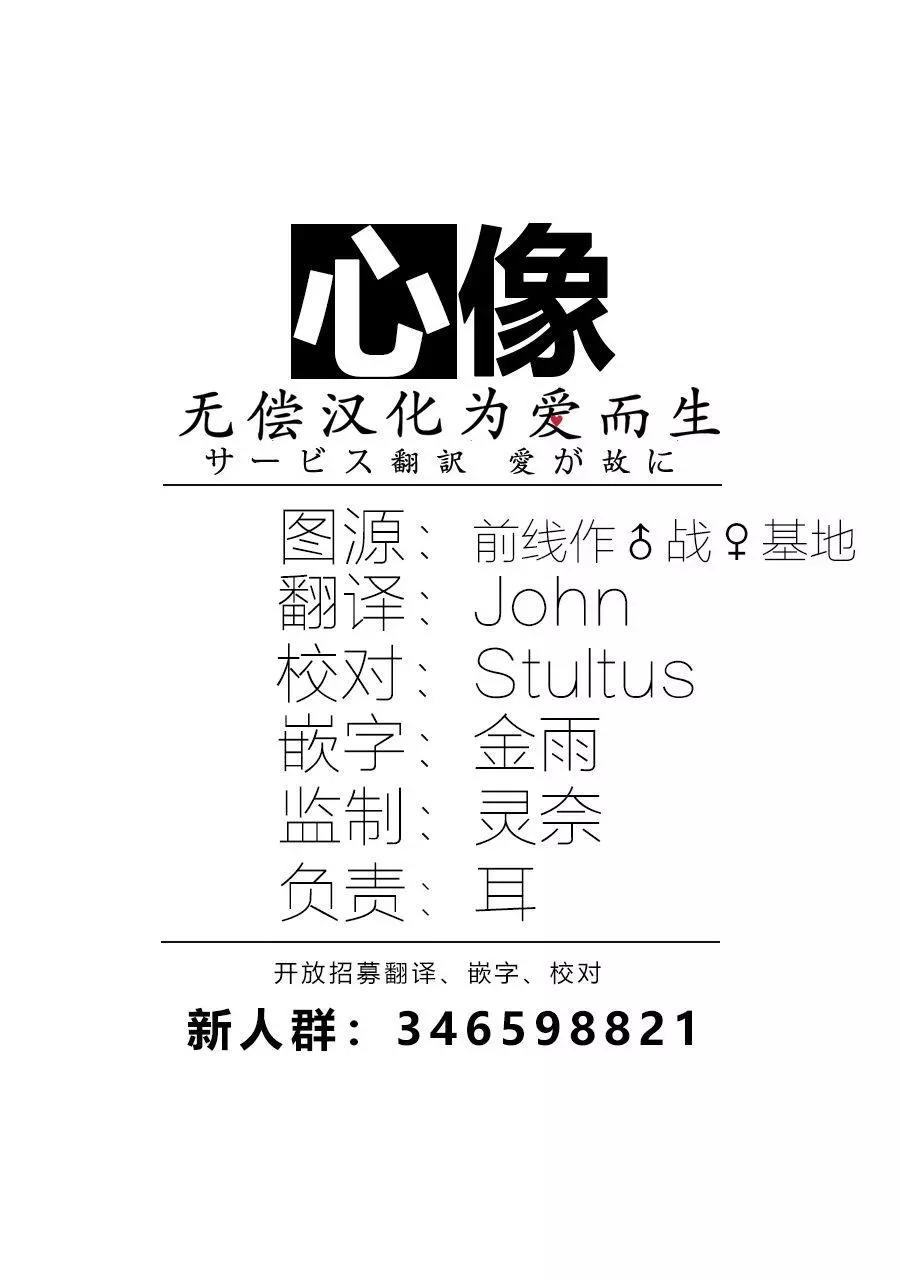 心像
无偿汉化为爱而生
サービス翻訳 愛が故に
图源：前线作♂战♀基地
翻译：John
校对：Stultus
嵌字：金雨
监制：灵奈
负责：耳
开放招募翻译、嵌字、校对
新人群：346598821